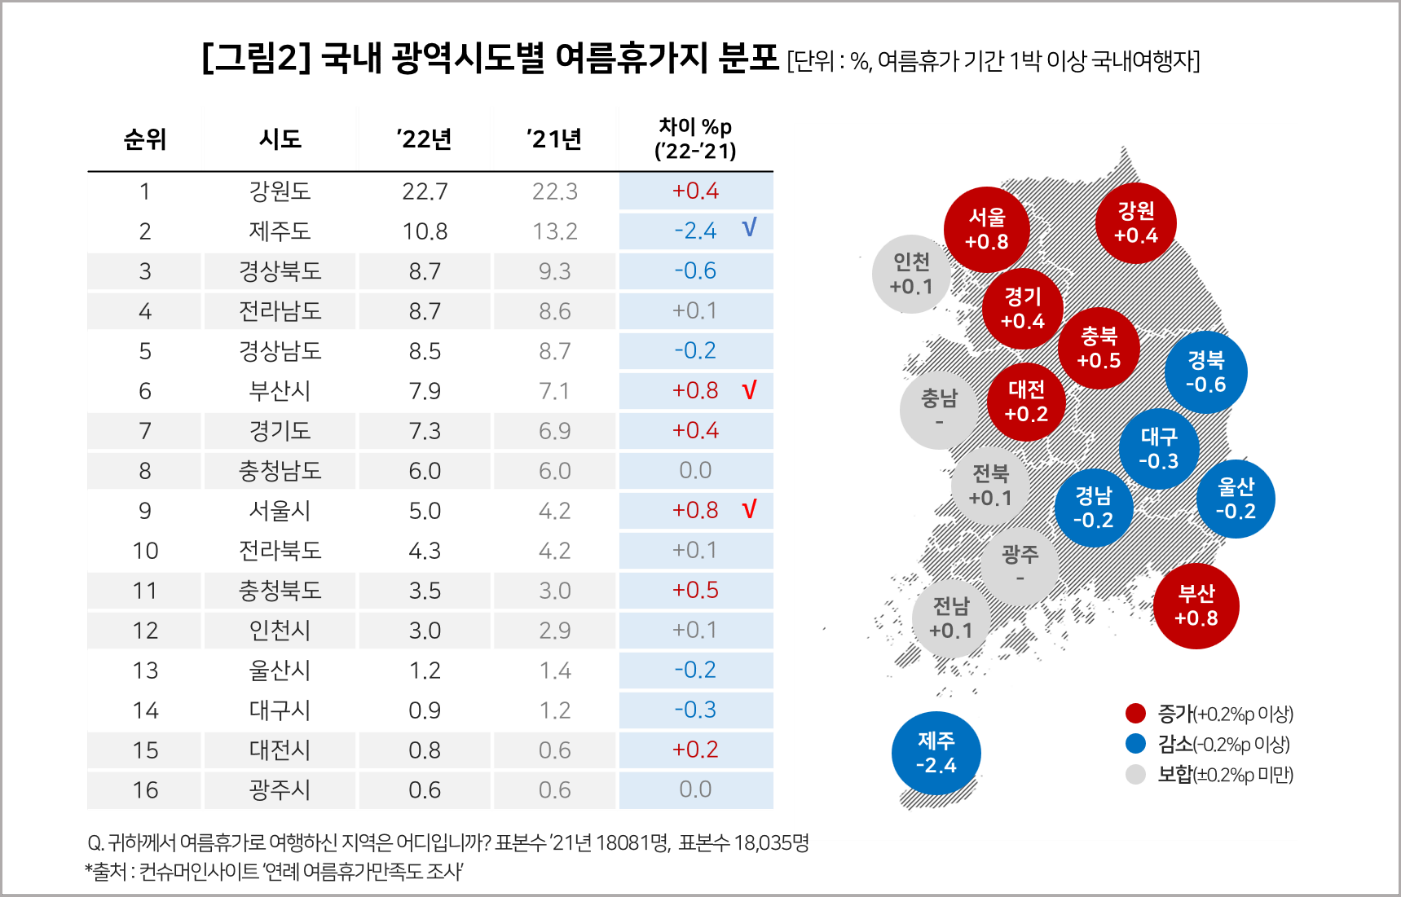 [그림2] 국내 광역시도별 여름휴가지 분포 [단위 : %, 여름휴가 기간 1박 이상 국내여행자]
순위 시도 ’22년 ’21년 차이 %p (’22-’21)
1 강원도 22.7 22.3 +0.4
2 제주도 10.8 13.2 -2.4 √
3 경상북도 8.7 9.3 -0.6
4 전라남도 8.7 8.6 +0.1
5 경상남도 8.5 8.7 -0.2
6 부산시 7.9 7.1 +0.8 √
7 경기도 7.3 6.9 +0.4
8 충청남도 6.0 6.0 0.0
9 서울시 5.0 4.2 +0.8 √
10 전라북도 4.3 4.2 +0.1
11 충청북도 3.5 3.0 +0.5
12 인천시 3.0 2.9 +0.1
13 울산시 1.2 1.4 -0.2
14 대구시 0.9 1.2 -0.3
15 대전시 0.8 0.6 +0.2
16 광주시 0.6 0.6 0.0
서울
+0.8
강원
+0.4
인천
+0.1
경기
+0.4
충북
+0.5
경북
-0.6
충남
-
대전
+0.2
대구
-0.3
전북
+0.1
경남
-0.2
울산
-0.2
광주
-
전남
+0.1
부산
+0.8
제주
-2.4
증가(+0.2%p 이상)
감소(-0.2%p 이상)
보합(±0.2%p 미만)
Q. 귀하께서 여름휴가로 여행하신 지역은 어디입니까? 표본수 ’21년 18081명, 표본수 18,035명
*출처 : 컨슈머인사이트 ‘연례 여름휴가만족도 조사’